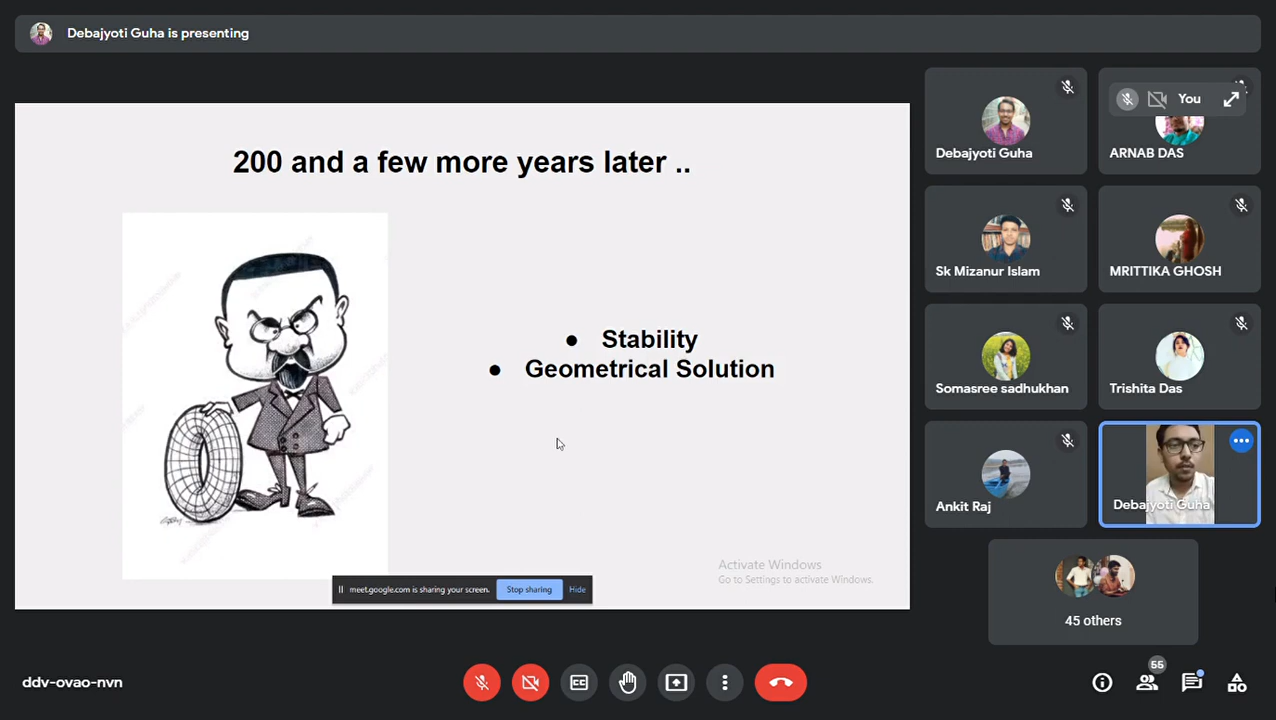 Debajyoti Guha is presenting
200 and a few more years later ..
● Stability
● Geometrical Solution
Activate Windows
Go to Settings to activate Windows.
meet.google.com is sharing your screen.
Stop sharing
Hide
Debajyoti Guha
You
ARNAB DAS
Sk Mizanur Islam
MRITTIKA GHOSH
Somasree sadhukhan
Trishita Das
Ankit Raj
Debajyoti Guha
45 others
ddv-ovao-nvn
CC
55